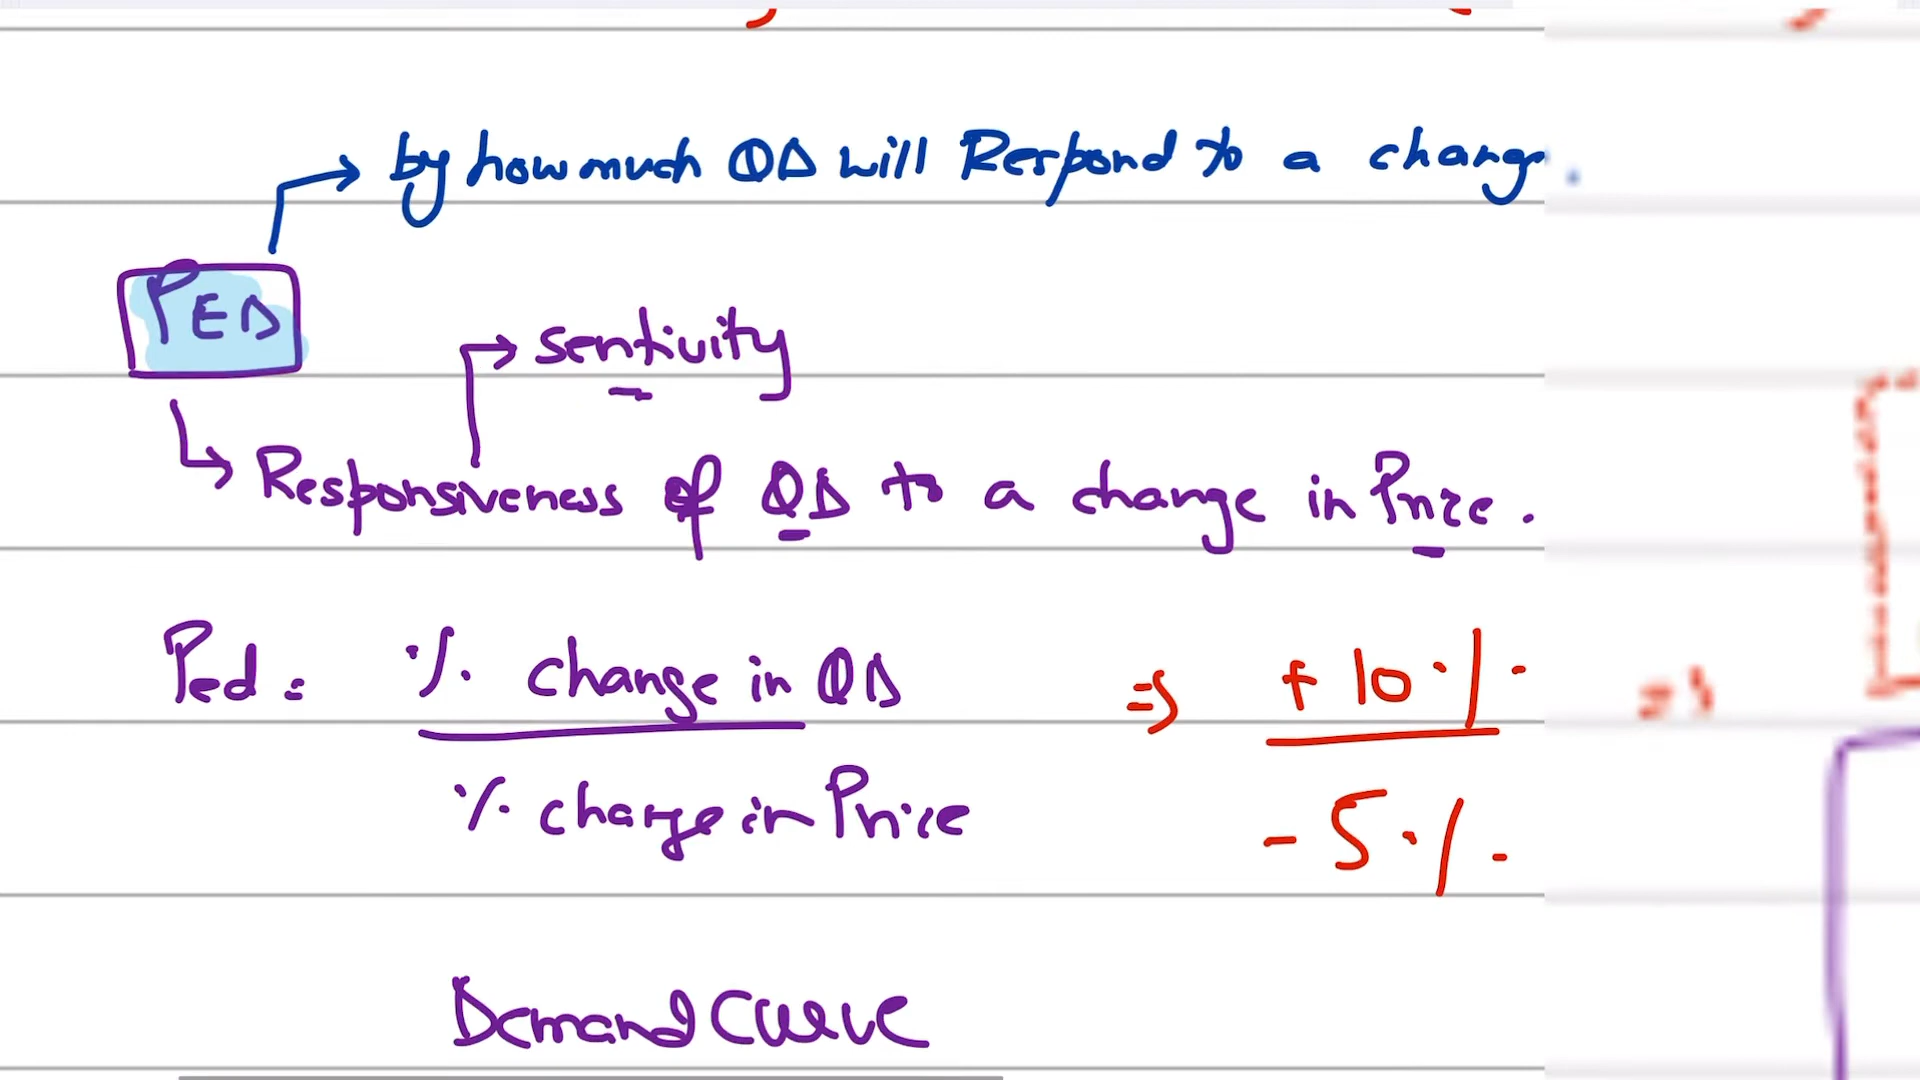 by how much QD will Respond to a change
PED
sentivity
Responsiveness of QD to a change in Price.
Ped = % change in QD => + 10 %
% change in Price - 5 %
Demand Curve